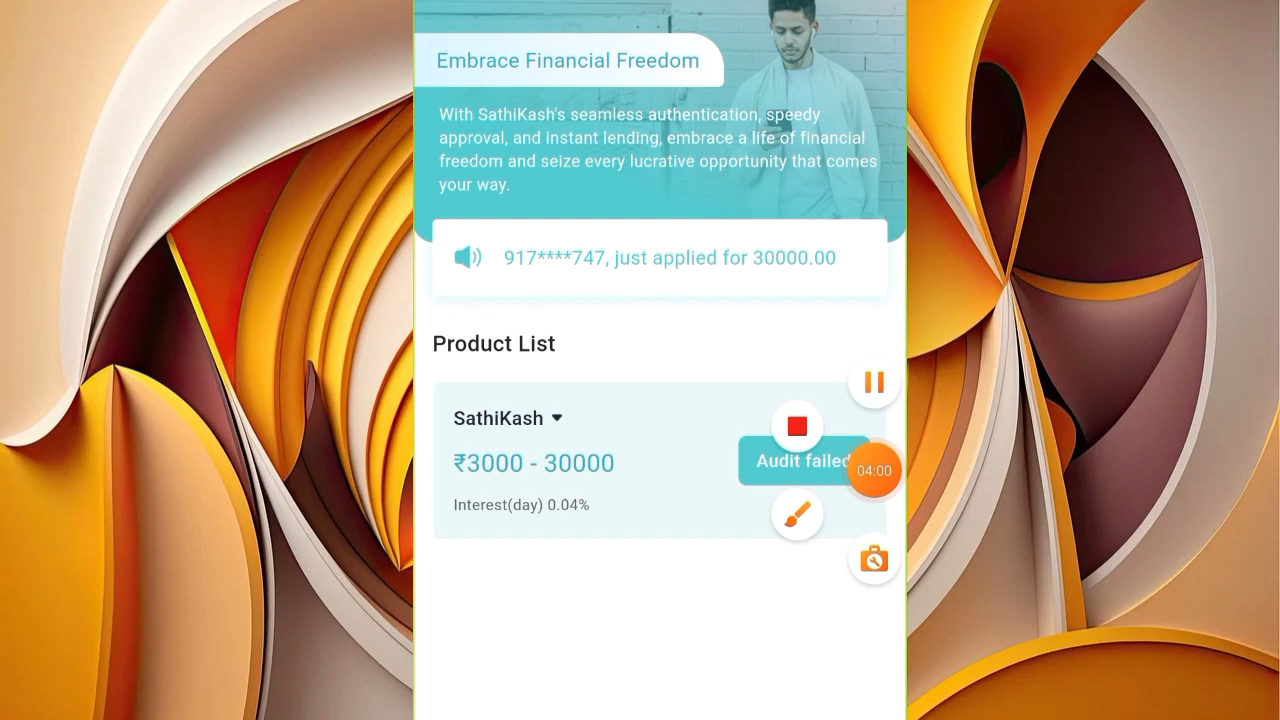 Embrace Financial Freedom
With SathiKash's seamless authentication, speedy
approval, and instant lending, embrace a life of financial
freedom and seize every lucrative opportunity that comes
your way.
917****747, just applied for 30000.00
Product List
SathiKash
₹3000 - 30000
Audit failed
04:00
Interest(day) 0.04%